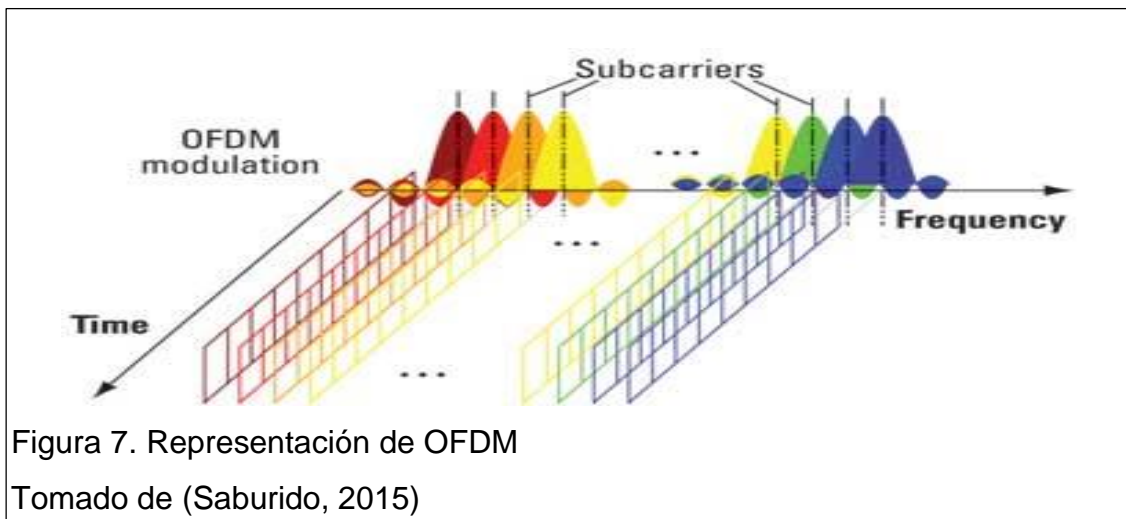 Subcarriers
OFDM
modulation
...
Frequency
...
Time
...
Figura 7. Representación de OFDM
Tomado de (Saburido, 2015)